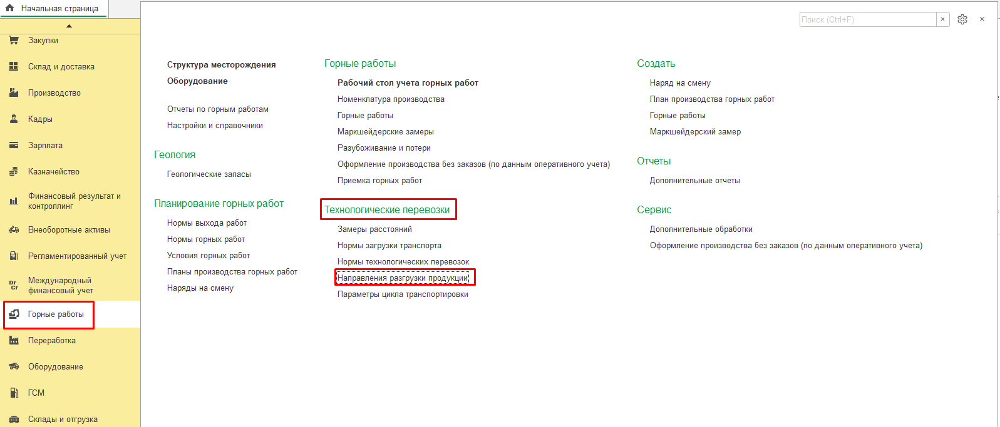 Начальная страница
Поиск (Ctrl+F)
Закупки
Склад и доставка
Производство
Кадры
Зарплата
Казначейство
Финансовый результат и
контроллинг
Внеоборотные активы
Регламентированный учет
Dr
Cr
Международный
финансовый учет
Горные работы
Переработка
Оборудование
ГСМ
Склады и отгрузка
Структура месторождения
Оборудование
Отчеты по горным работам
Настройки и справочники
Геология
Геологические запасы
Планирование горных работ
Нормы выхода работ
Нормы горных работ
Условия горных работ
Планы производства горных работ
Наряды на смену
Горные работы
Рабочий стол учета горных работ
Номенклатура производства
Горные работы
Маркшейдерские замеры
Разубоживание и потери
Оформление производства без заказов (по данным оперативного учета)
Приемка горных работ
Технологические перевозки
Замеры расстояний
Нормы загрузки транспорта
Нормы технологических перевозок
Направления разгрузки продукции
Параметры цикла транспортировки
Создать
Наряд на смену
План производства горных работ
Горные работы
Маркшейдерский замер
Отчеты
Дополнительные отчеты
Сервис
Дополнительные обработки
Оформление производства без заказов (по данным оперативного учета)